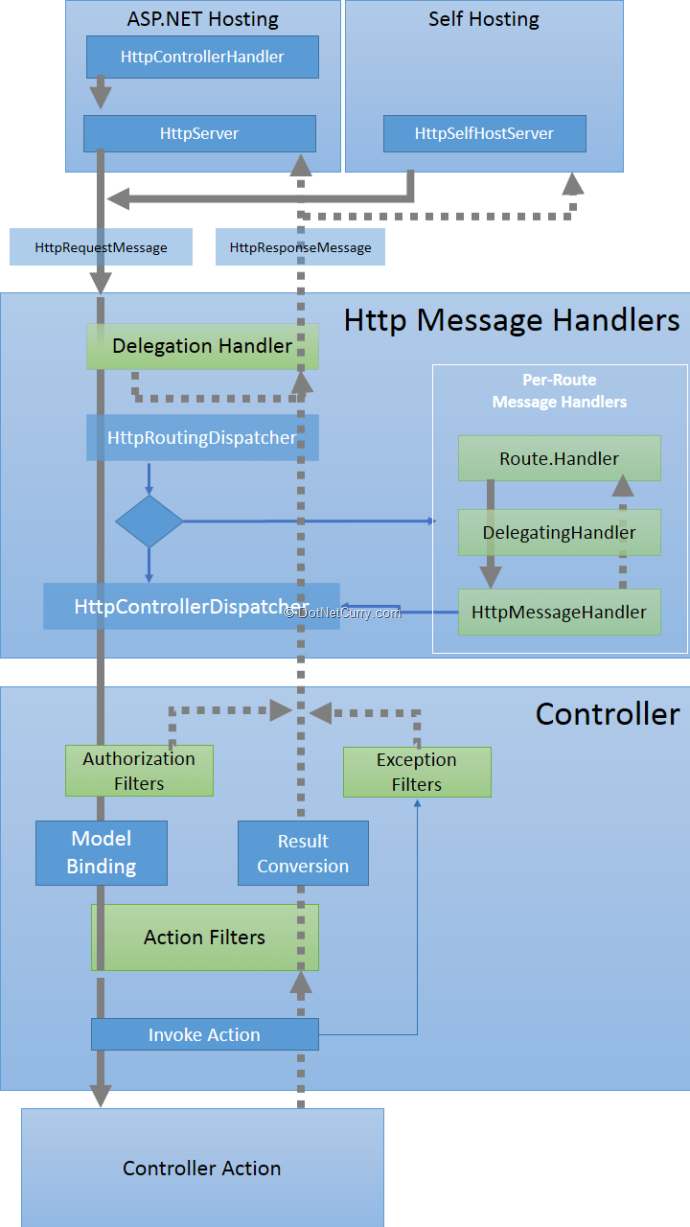 ASP.NET Hosting
Self Hosting
HttpControllerHandler
HttpServer
HttpSelfHostServer
HttpRequestMessage
HttpResponseMessage
Http Message Handlers
Delegation Handler
Per-Route
Message Handlers
HttpRoutingDispatcher
Route.Handler
DelegatingHandler
HttpControllerDispatcher
© DotNetCurry.com
HttpMessageHandler
Controller
Authorization
Filters
Exception
Filters
Model
Binding
Result
Conversion
Action Filters
Invoke Action
Controller Action